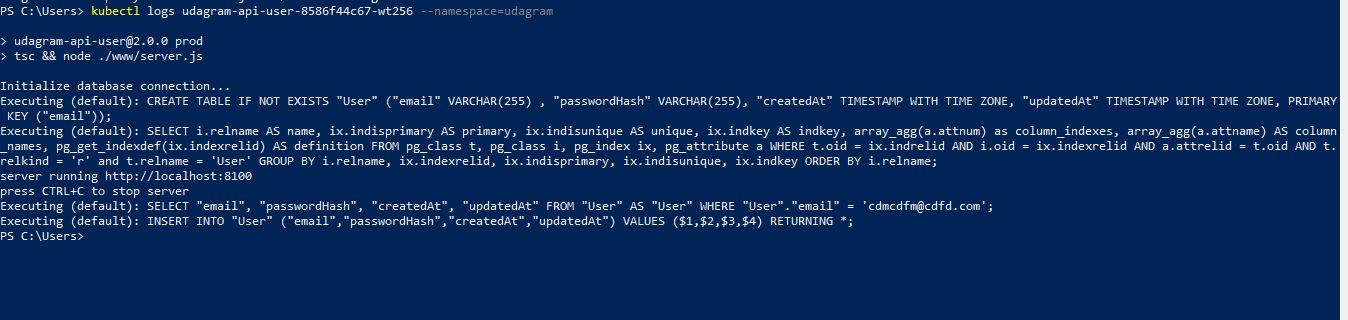 PS C:\Users> kubectl logs udagram-api-user-8586f44c67-wt256 --namespace=udagram
> udagram-api-user@2.0.0 prod
> tsc && node ./www/server.js
Initialize database connection...
Executing (default): CREATE TABLE IF NOT EXISTS "User" ("email" VARCHAR(255) , "passwordHash" VARCHAR(255), "createdAt" TIMESTAMP WITH TIME ZONE, "updatedAt" TIMESTAMP WITH TIME ZONE, PRIMARY
 KEY ("email"));
Executing (default): SELECT i.relname AS name, ix.indisprimary AS primary, ix.indisunique AS unique, ix.indkey AS indkey, array_agg(a.attnum) as column_indexes, array_agg(a.attname) AS column
_names, pg_get_indexdef(ix.indexrelid) AS definition FROM pg_class t, pg_class i, pg_index ix, pg_attribute a WHERE t.oid = ix.indrelid AND i.oid = ix.indexrelid AND a.attrelid = t.oid AND t.
relkind = 'r' and t.relname = 'User' GROUP BY i.relname, ix.indexrelid, ix.indisprimary, ix.indisunique, ix.indkey ORDER BY i.relname;
server running http://localhost:8100
press CTRL+C to stop server
Executing (default): SELECT "email", "passwordHash", "createdAt", "updatedAt" FROM "User" AS "User" WHERE "User"."email" = 'cdmcdfm@cdfd.com';
Executing (default): INSERT INTO "User" ("email","passwordHash","createdAt","updatedAt") VALUES ($1,$2,$3,$4) RETURNING *;
PS C:\Users>